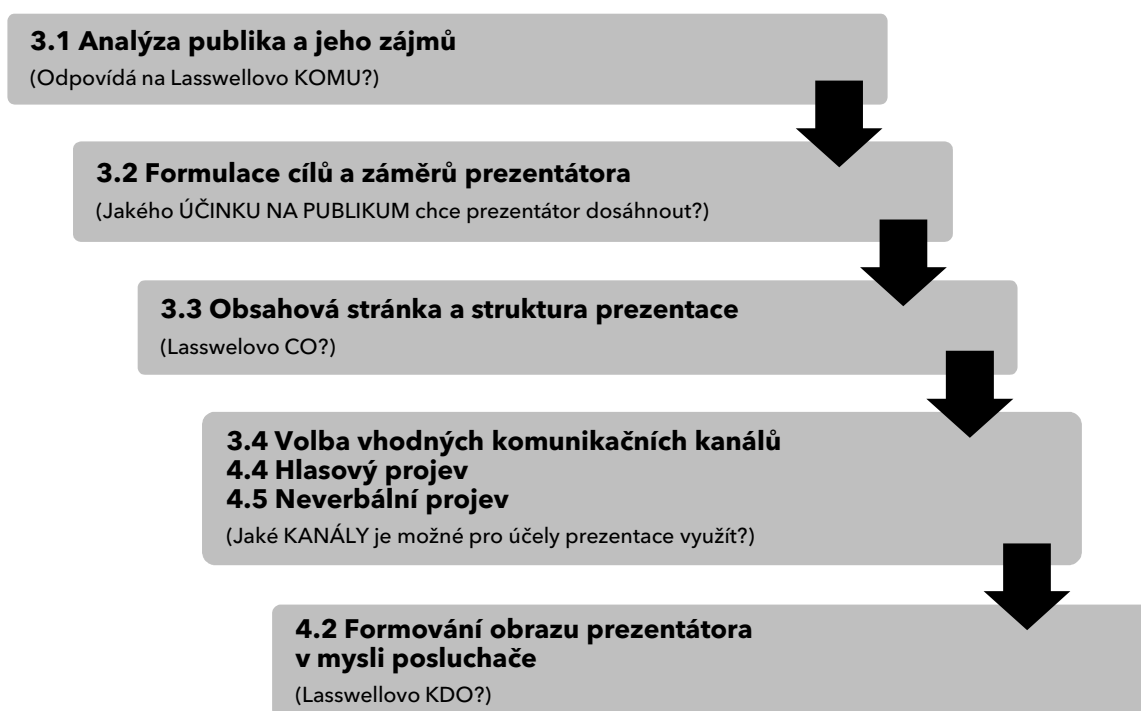 3.1 Analýza publika a jeho zájmů
(Odpovídá na Lasswellovo KOMU?)
3.2 Formulace cílů a záměrů prezentátora
(Jakého ÚČINKU NA PUBLIKUM chce prezentátor dosáhnout?)
3.3 Obsahová stránka a struktura prezentace
(Lasswelovo CO?)
3.4 Volba vhodných komunikačních kanálů
4.4 Hlasový projev
4.5 Neverbální projev
(Jaké KANÁLY je možné pro účely prezentace využít?)
4.2 Formování obrazu prezentátora
v mysli posluchače
(Lasswellovo KDO?)